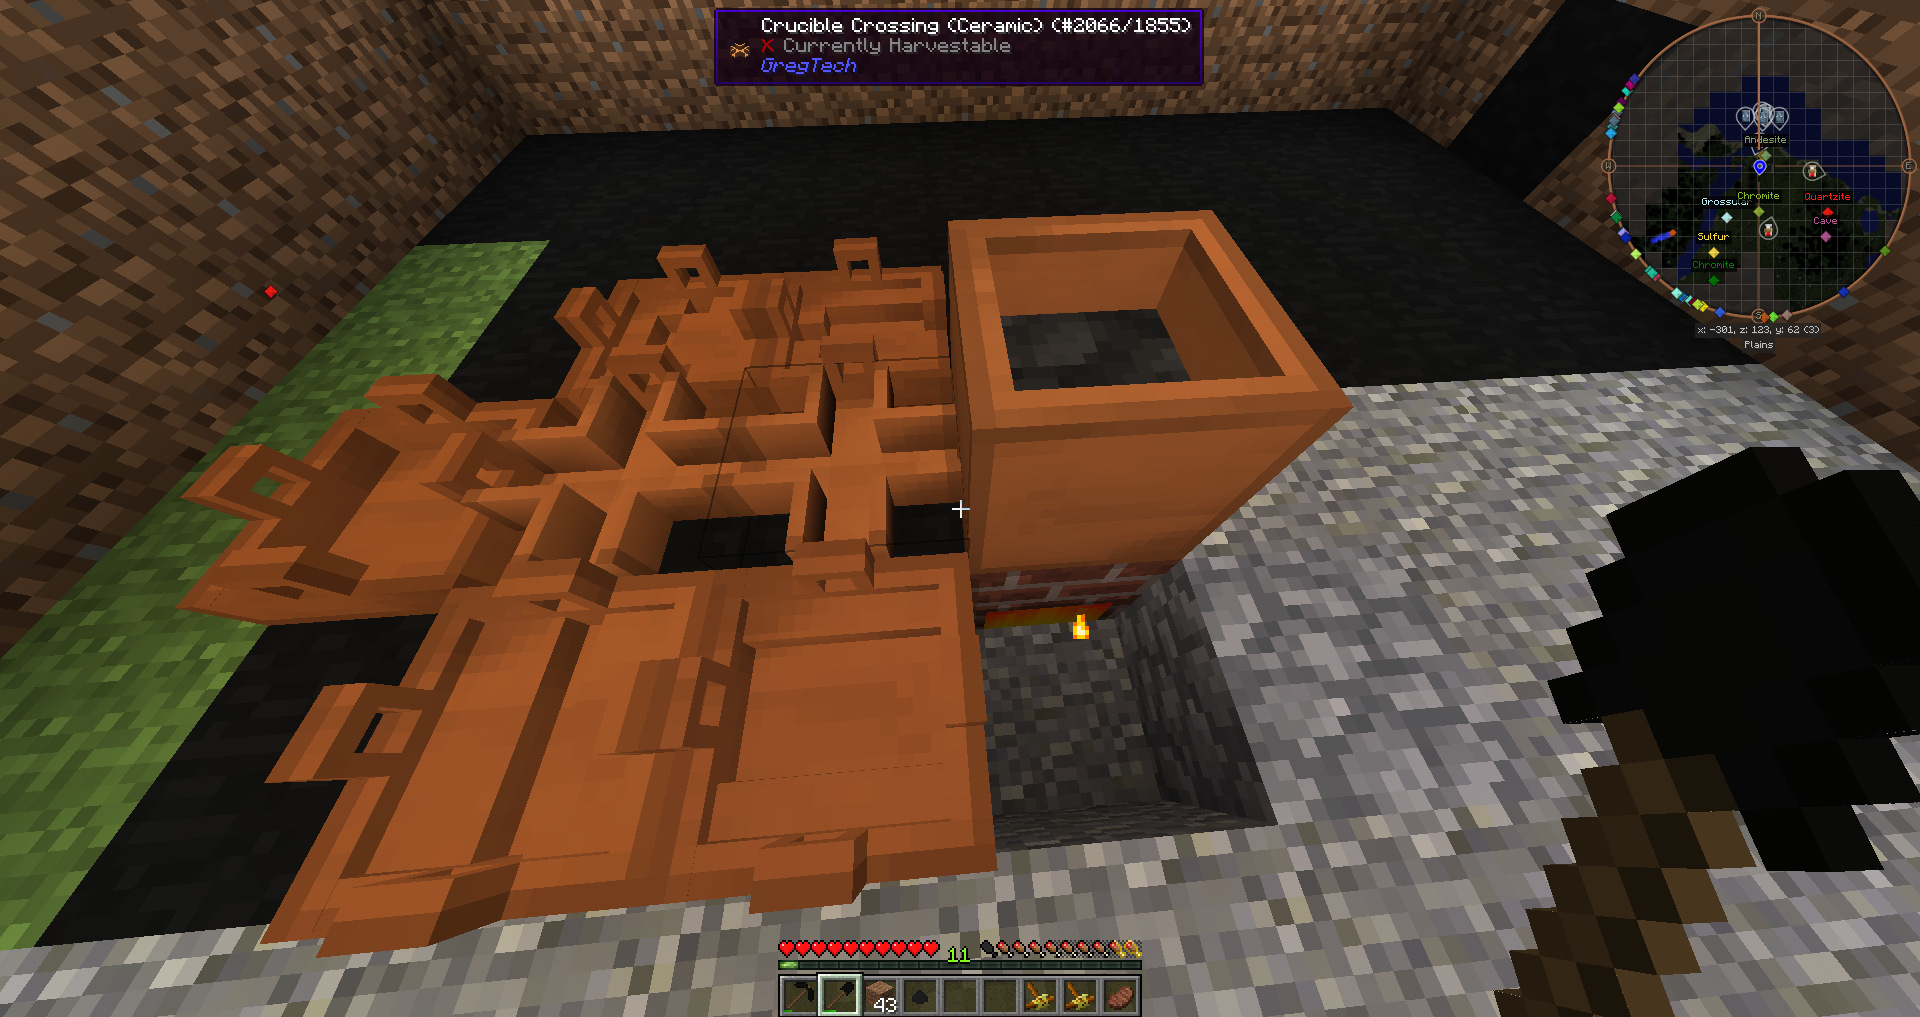 Crucible Crossing (Ceramic) (#2066/1855)
✕ Currently Harvestable
GregTech
N
Andesite
W
E
Chromite
Grossular
Quartzite
Cave
Sulfur
Chromite
S
x: -301, z: 123, y: 62 (3)
Plains
11
43